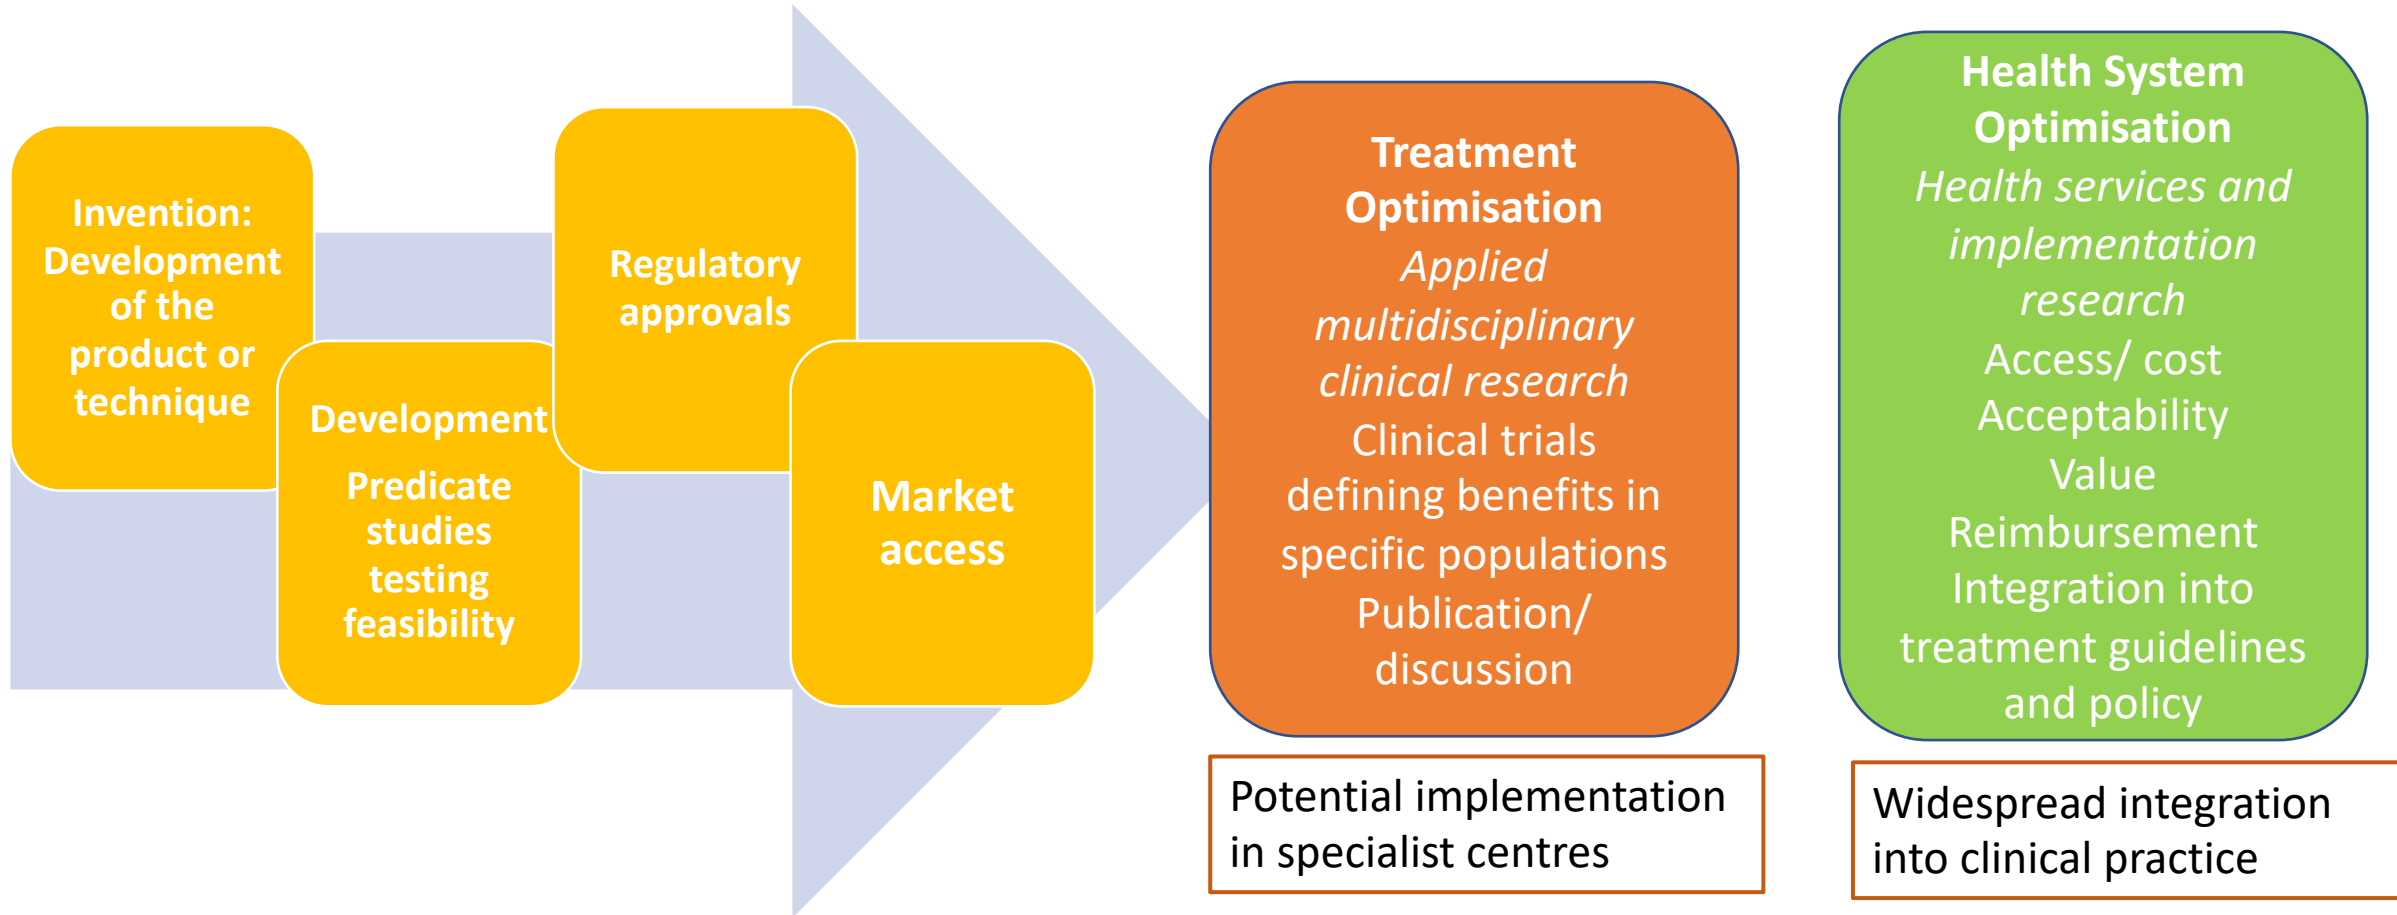 Invention:
Development
of the
product or
technique
Development
Predicate
studies
testing
feasibility
Regulatory
approvals
Market
access
Treatment
Optimisation
Applied
multidisciplinary
clinical research
Clinical trials
defining benefits in
specific populations
Publication/
discussion
Potential implementation
in specialist centres
Health System
Optimisation
Health services and
implementation
research
Access/ cost
Acceptability
Value
Reimbursement
Integration into
treatment guidelines
and policy
Widespread integration
into clinical practice